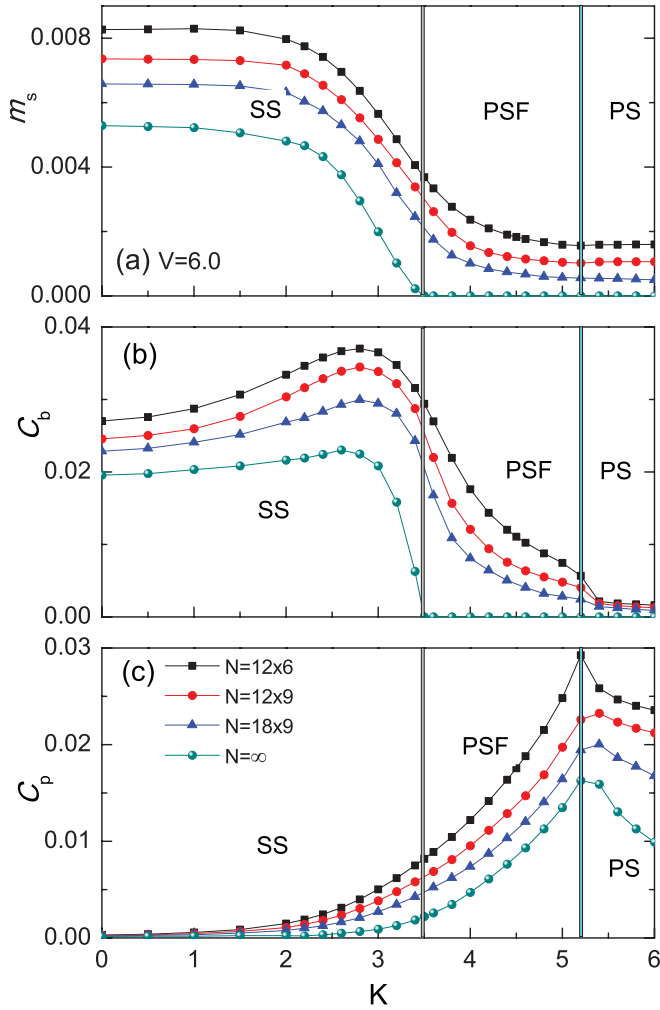 0.008
0.004
0.000
m_s
SS
PSF
PS
(a) V=6.0
0.04
0.02
0.00
C_b
(b)
SS
PSF
PS
0.03
0.02
0.01
0.00
C_p
(c)
N=12x6
N=12x9
N=18x9
N=∞
SS
PSF
PS
0 1 2 3 4 5 6
K